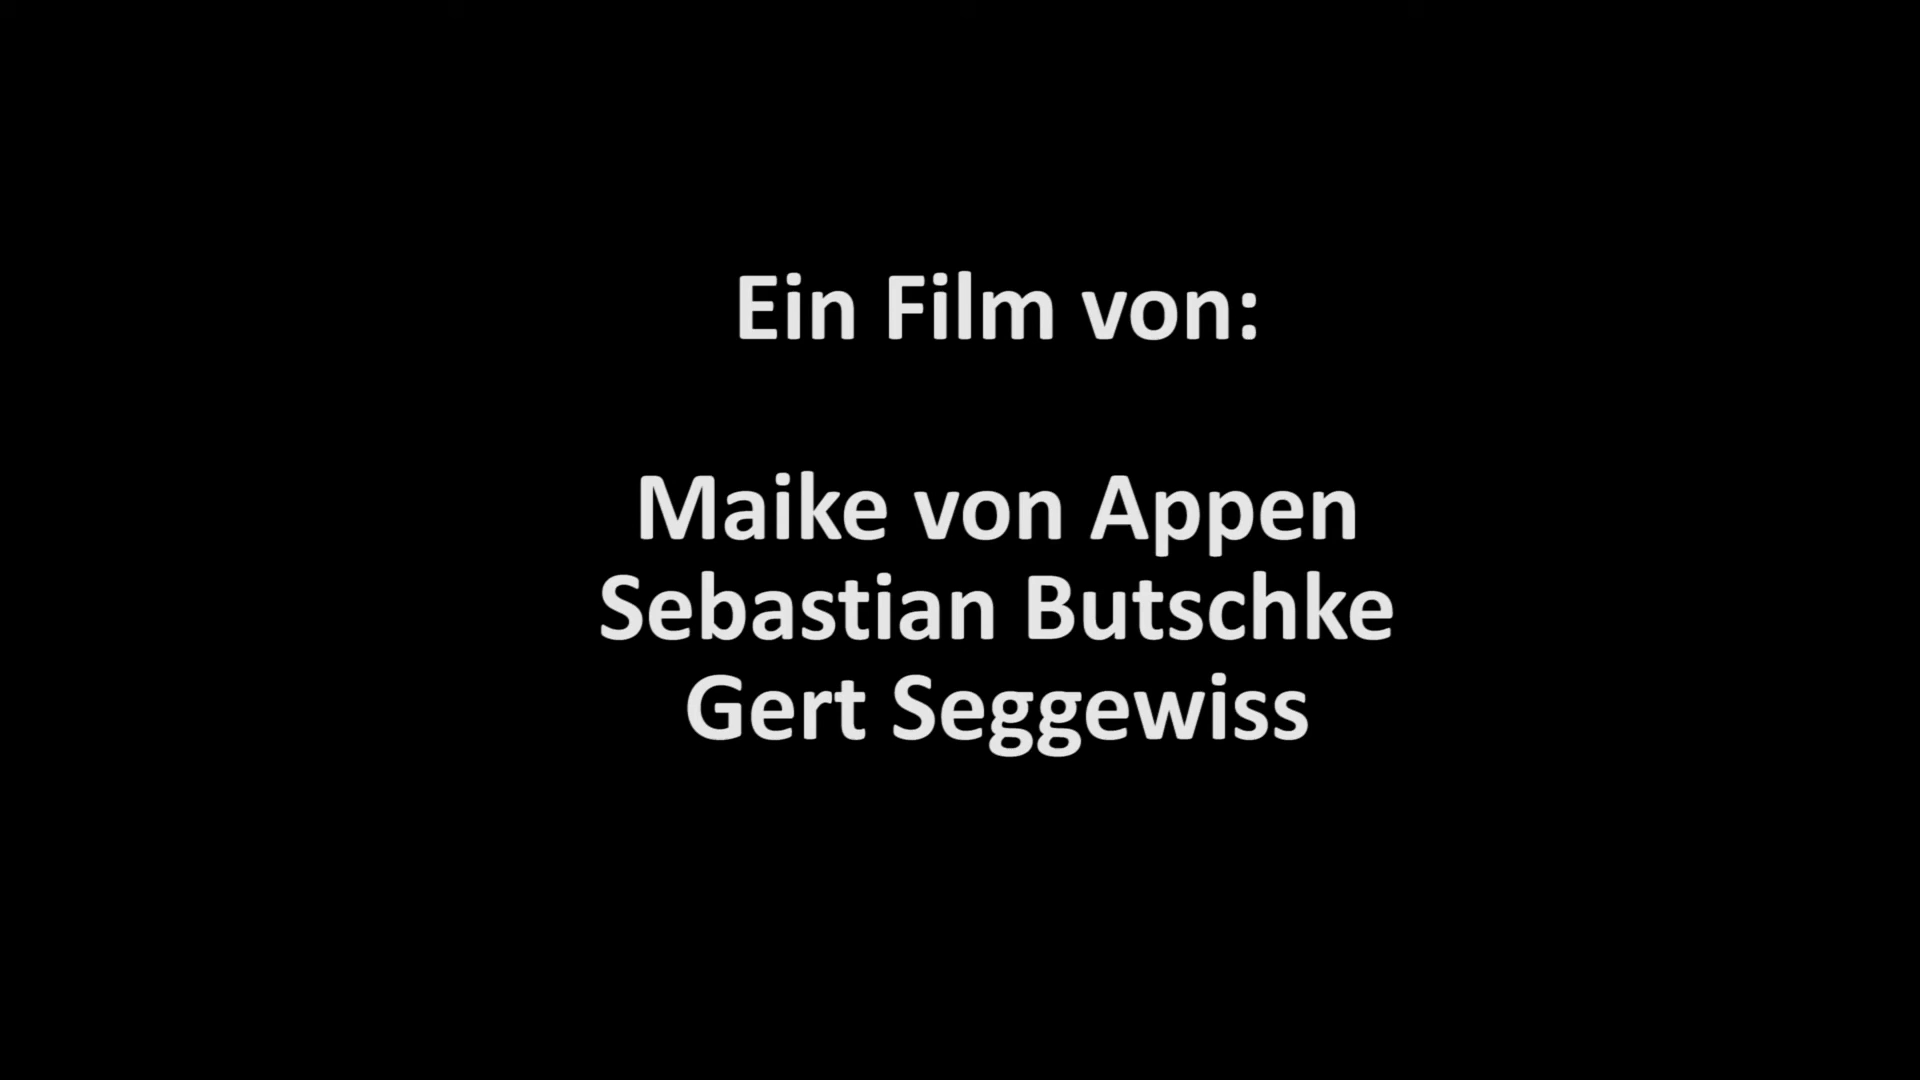 Ein Film von:
Maike von Appen
Sebastian Butschke
Gert Seggewiss